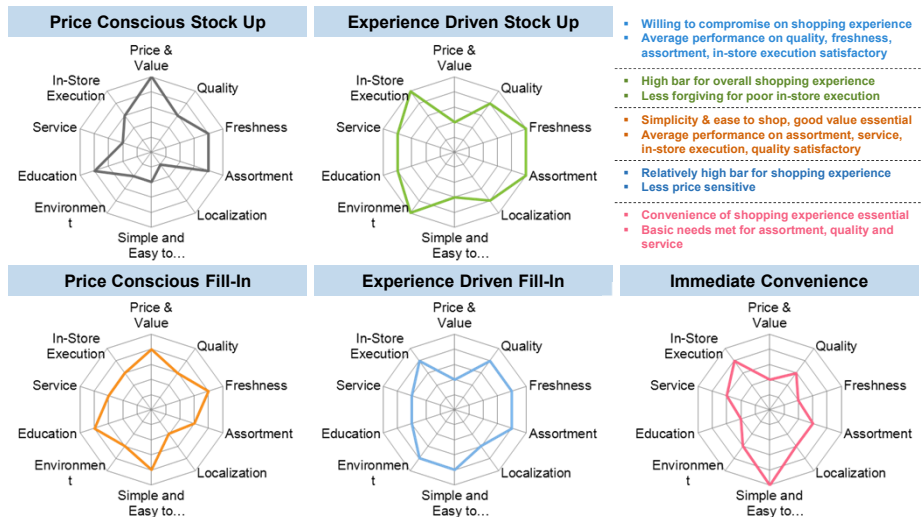 Price Conscious Stock Up
Price &
Value
Quality
Freshness
Assortment
Localization
Simple and
Easy to…
Environmen
t
Education
Service
In-Store
Execution
Experience Driven Stock Up
Price &
Value
Quality
Freshness
Assortment
Localization
Simple and
Easy to…
Environmen
t
Education
Service
In-Store
Execution
Willing to compromise on shopping experience
Average performance on quality, freshness,
assortment, in-store execution satisfactory
High bar for overall shopping experience
Less forgiving for poor in-store execution
Simplicity & ease to shop, good value essential
Average performance on assortment, service,
in-store execution, quality satisfactory
Relatively high bar for shopping experience
Less price sensitive
Convenience of shopping experience essential
Basic needs met for assortment, quality and
service
Price Conscious Fill-In
Price &
Value
Quality
Freshness
Assortment
Localization
Simple and
Easy to…
Environmen
t
Education
Service
In-Store
Execution
Experience Driven Fill-In
Price &
Value
Quality
Freshness
Assortment
Localization
Simple and
Easy to…
Environmen
t
Education
Service
In-Store
Execution
Immediate Convenience
Price &
Value
Quality
Freshness
Assortment
Localization
Simple and
Easy to…
Environmen
t
Education
Service
In-Store
Execution